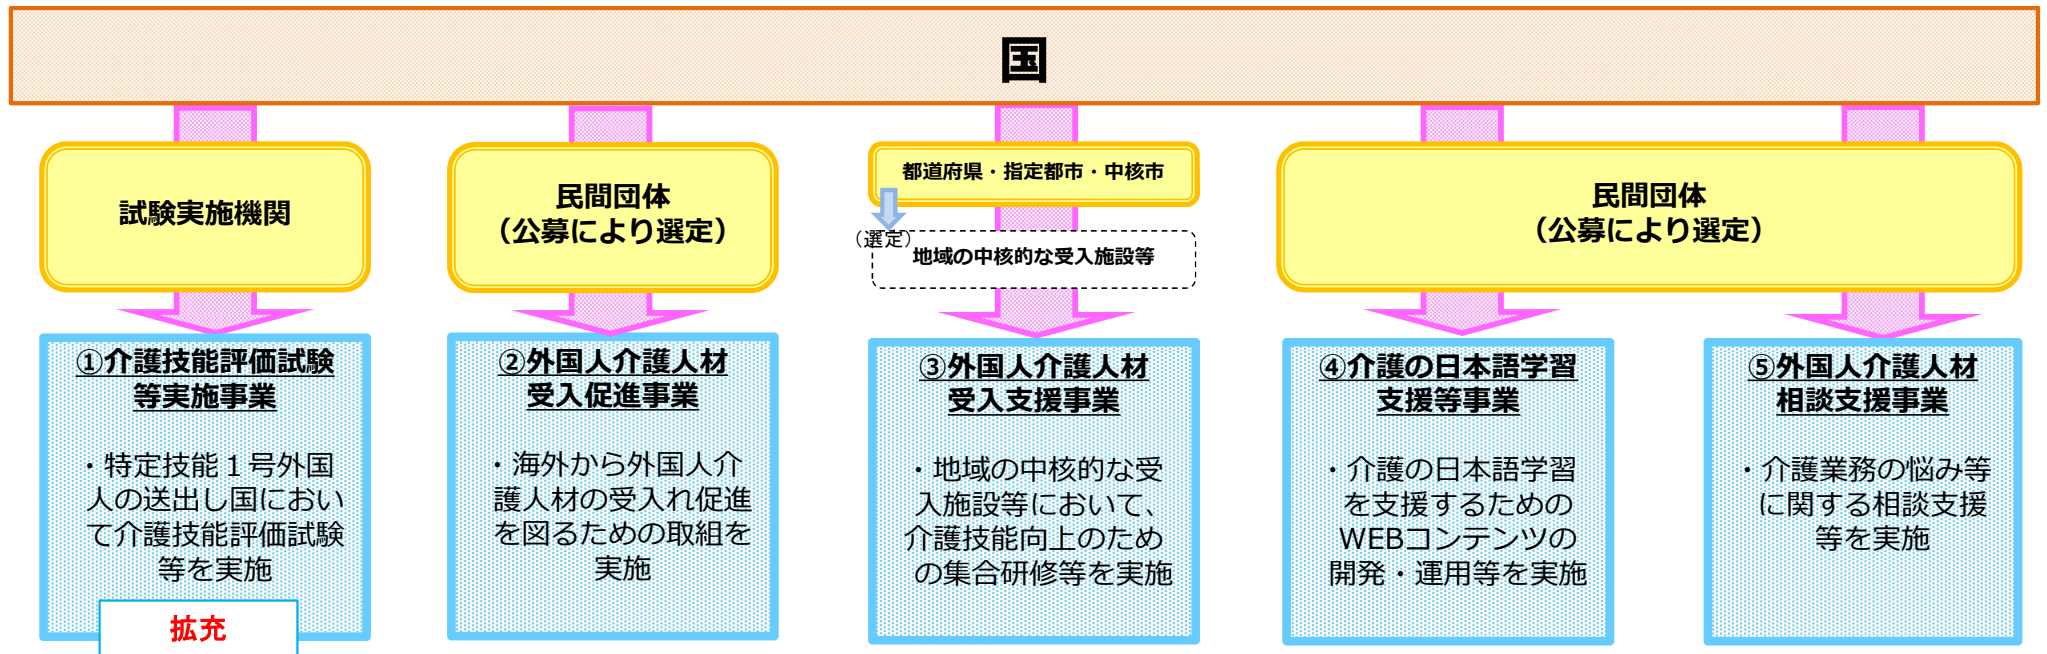 国
試験実施機関
民間団体
（公募により選定）
都道府県・指定都市・中核市
（選定）
地域の中核的な受入施設等
民間団体
（公募により選定）
①介護技能評価試験
等実施事業
・特定技能１号外国
人の送出し国におい
て介護技能評価試験
等を実施
拡充
②外国人介護人材
受入促進事業
・海外から外国人介
護人材の受入れ促進
を図るための取組を
実施
③外国人介護人材
受入支援事業
・地域の中核的な受
入施設等において、
介護技能向上のため
の集合研修等を実施
④介護の日本語学習
支援等事業
・介護の日本語学習
を支援するための
WEBコンテンツの
開発・運用等を実施
⑤外国人介護人材
相談支援事業
・介護業務の悩み等
に関する相談支援
等を実施